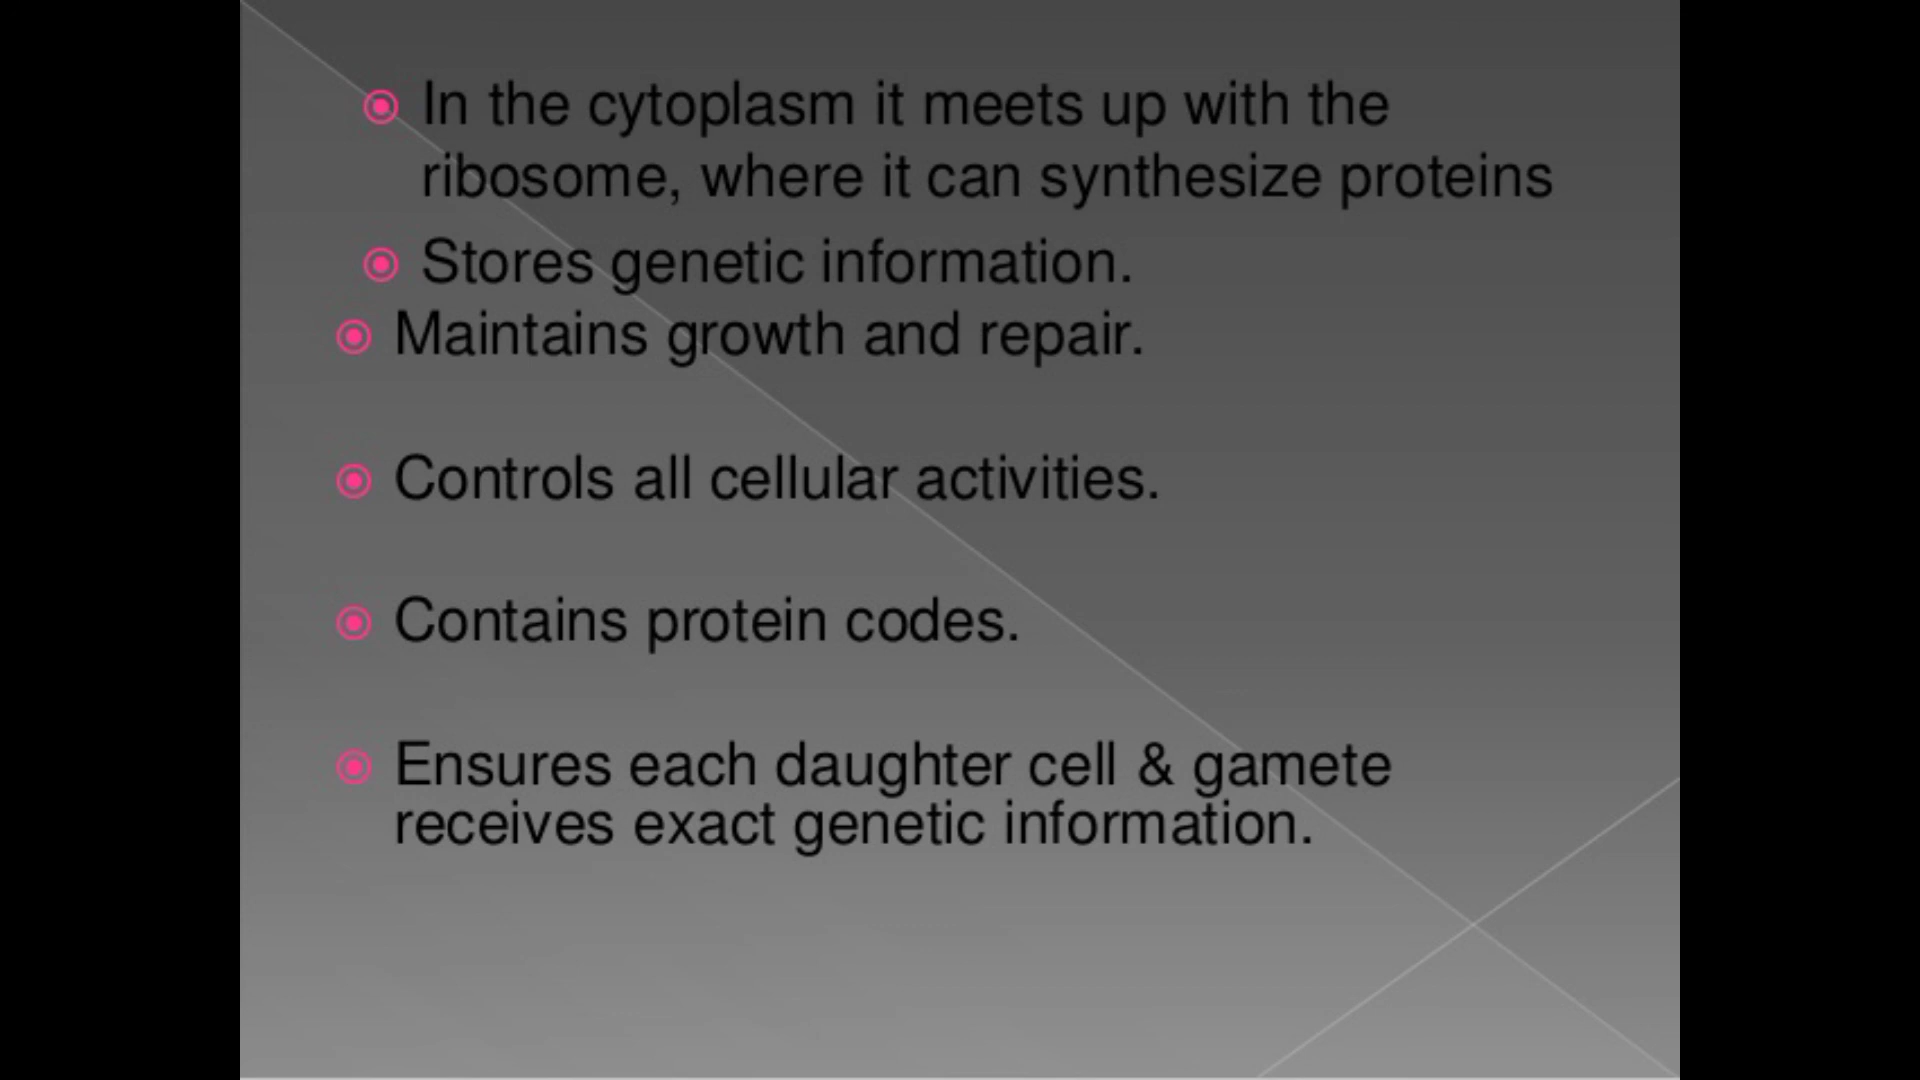 In the cytoplasm it meets up with the
ribosome, where it can synthesize proteins
Stores genetic information.
Maintains growth and repair.
Controls all cellular activities.
Contains protein codes.
Ensures each daughter cell & gamete
receives exact genetic information.